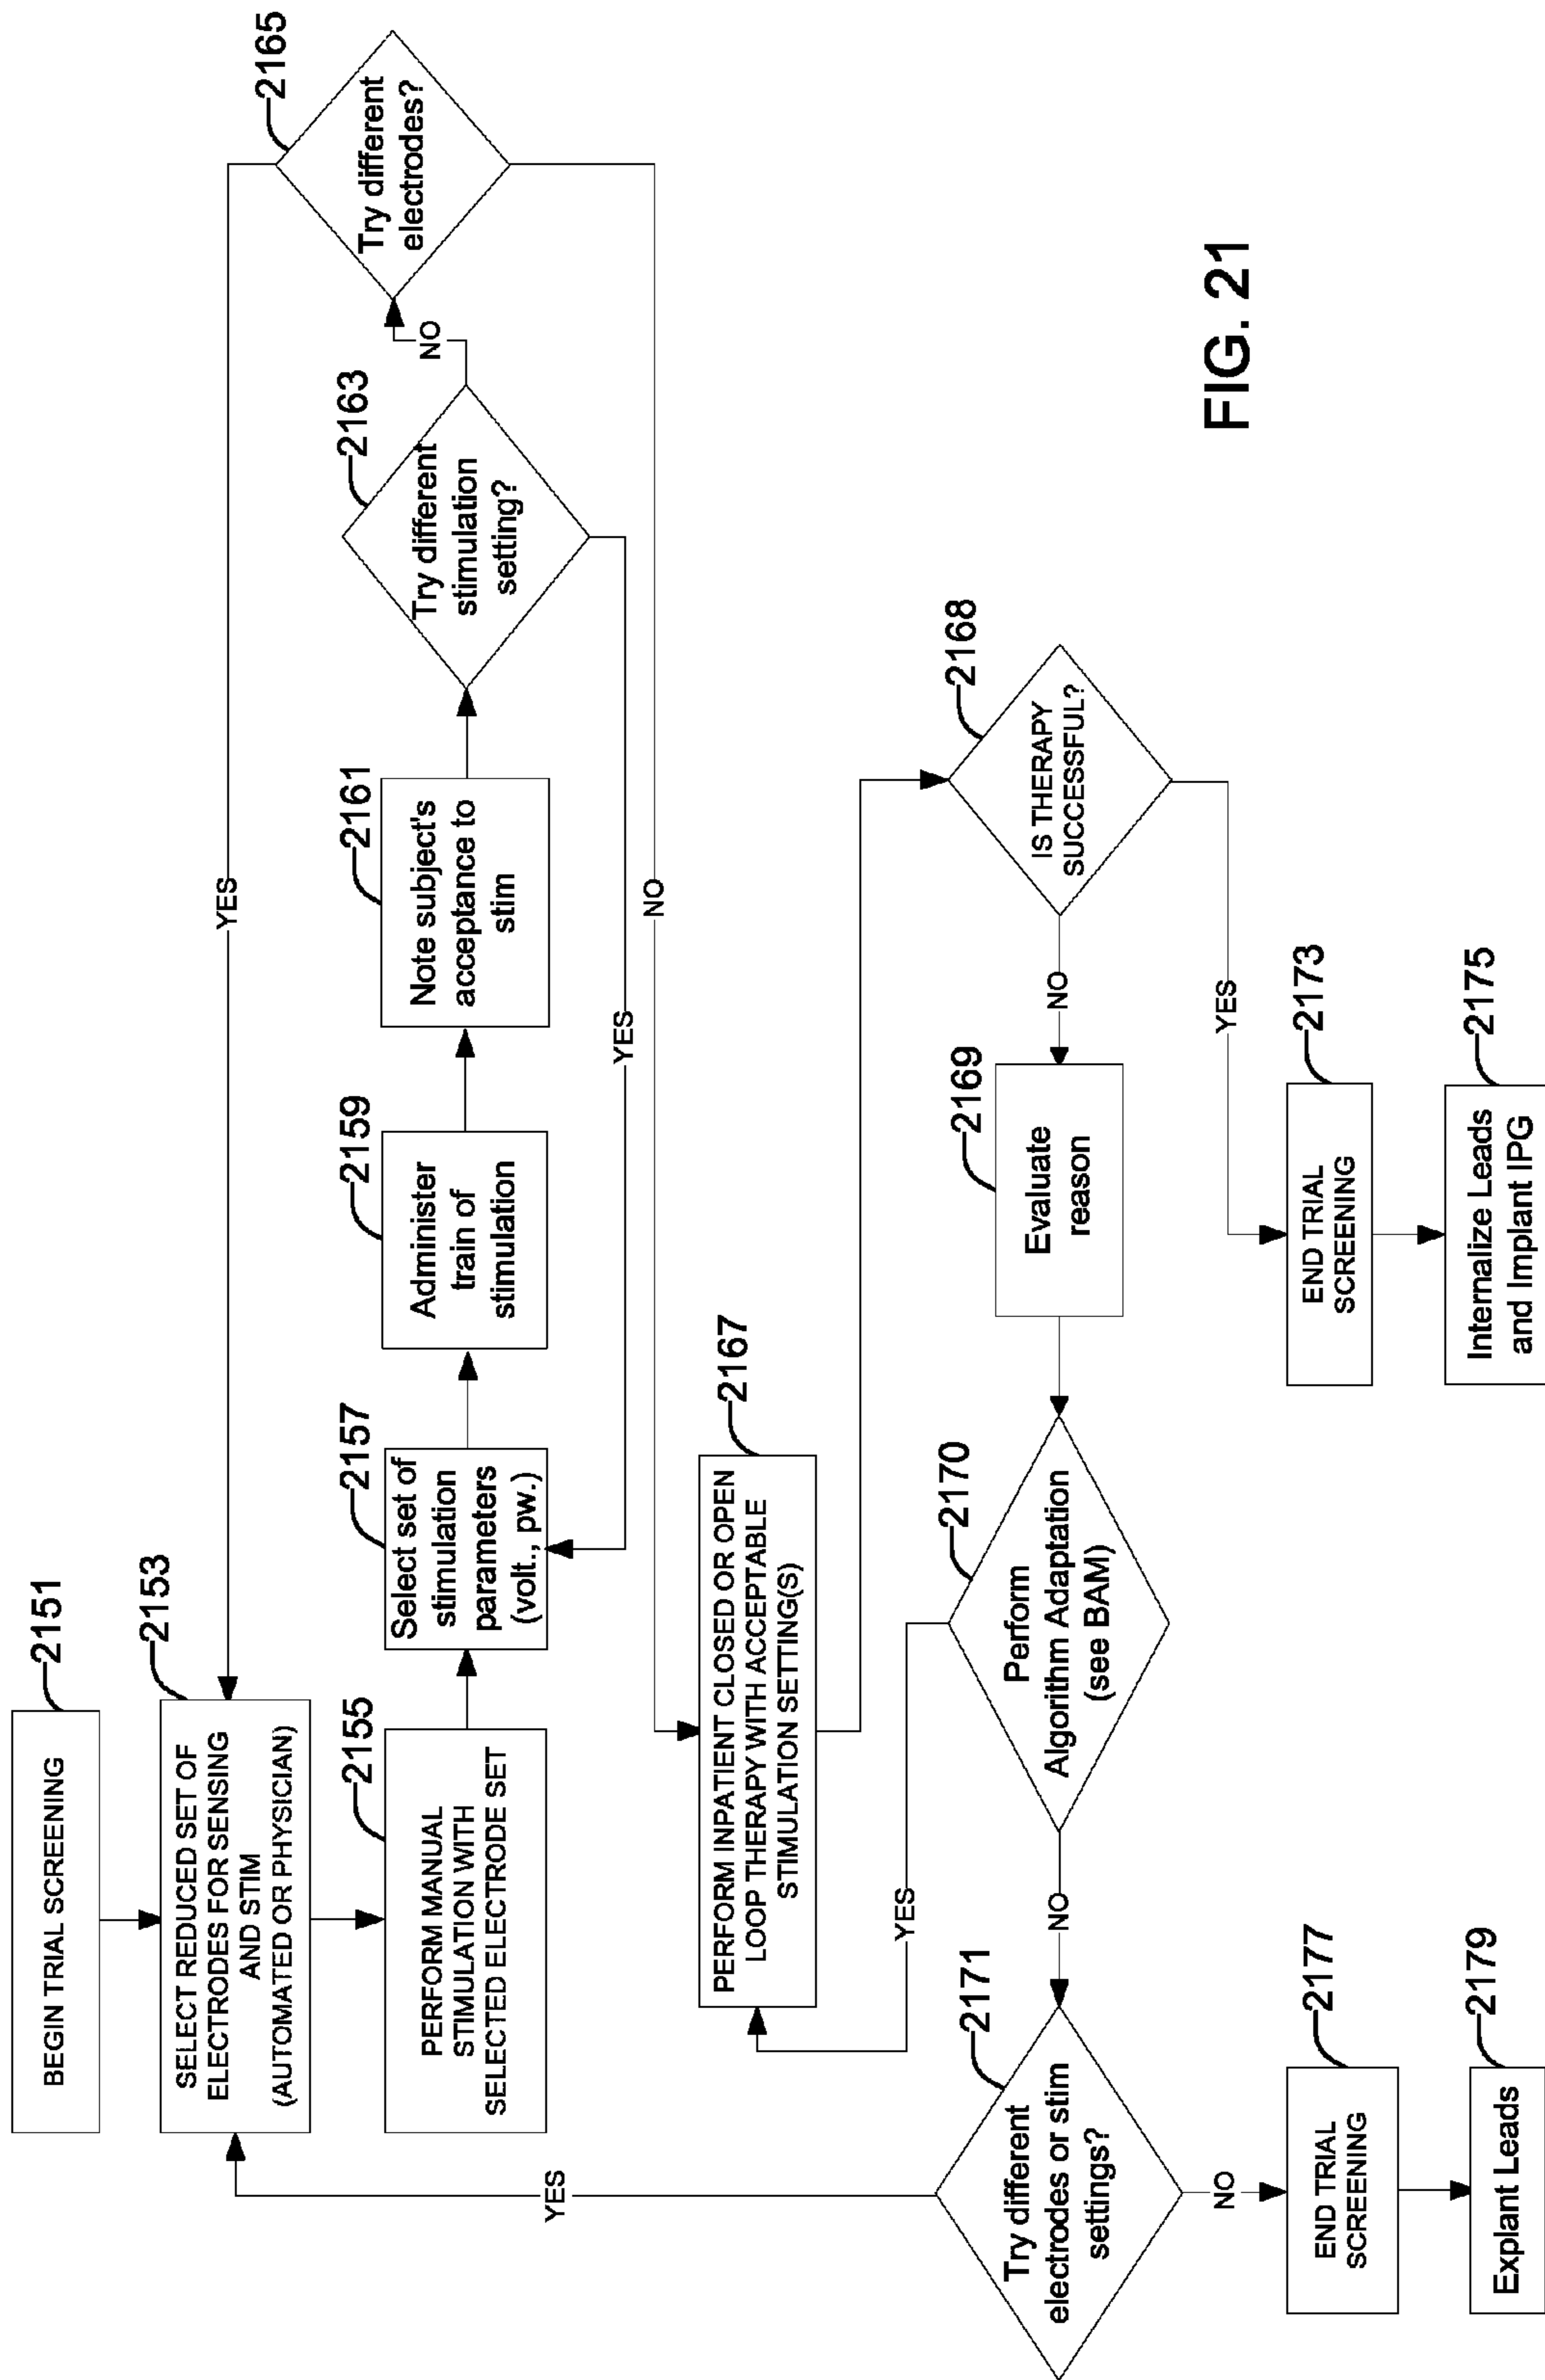 2151
BEGIN TRIAL SCREENING
2153
SELECT REDUCED SET OF
ELECTRODES FOR SENSING
AND STIM
(AUTOMATED OR PHYSICIAN)
2155
PERFORM MANUAL
STIMULATION WITH
SELECTED ELECTRODE SET
2157
Select set of
stimulation
parameters
(volt., pw.)
2159
Administer
train of
stimulation
2161
Note subject's
acceptance to
stim
2163
Try different
stimulation
setting?
YES
NO
2165
Try different
electrodes?
YES
NO
2167
PERFORM INPATIENT CLOSED OR OPEN
LOOP THERAPY WITH ACCEPTABLE
STIMULATION SETTING(S)
2168
IS THERAPY
SUCCESSFUL?
NO
YES
2169
Evaluate
reason
2170
Perform
Algorithm Adaptation
(see BAM)
YES
NO
2171
Try different
electrodes or stim
settings?
YES
NO
2173
END TRIAL
SCREENING
2175
Internalize Leads
and Implant IPG
2177
END TRIAL
SCREENING
2179
Explant Leads
FIG. 21